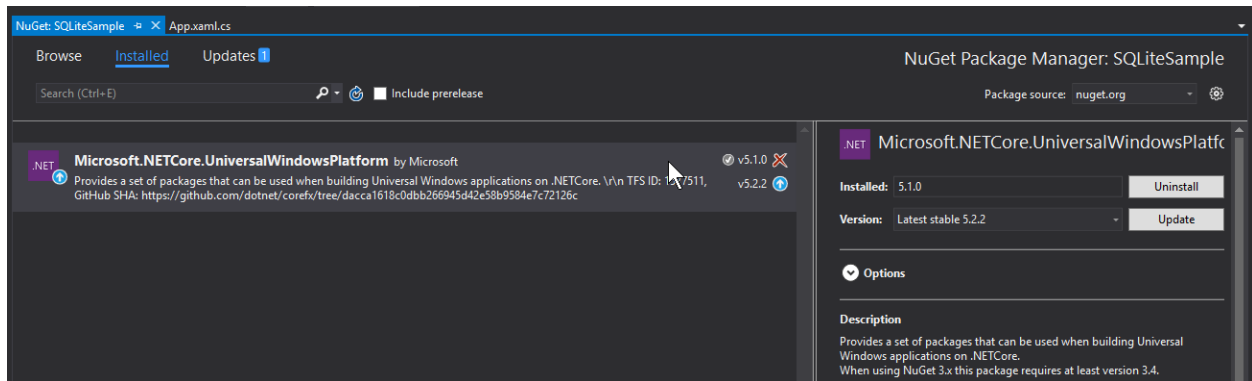 NuGet: SQLiteSample App.xaml.cs
Browse Installed Updates 1
NuGet Package Manager: SQLiteSample
Search (Ctrl+E) Include prerelease
Package source: nuget.org
.NET Microsoft.NETCore.UniversalWindowsPlatform by Microsoft v5.1.0
Provides a set of packages that can be used when building Universal Windows applications on .NETCore. \r\n TFS ID: v5.2.2
GitHub SHA: https://github.com/dotnet/corefx/tree/dacca1618c0dbb266945d42e58b9584e7c72126c
.NET Microsoft.NETCore.UniversalWindowsPlatfo
Installed: 5.1.0 Uninstall
Version: Latest stable 5.2.2 Update
Options
Description
Provides a set of packages that can be used when building Universal
Windows applications on .NETCore.
When using NuGet 3.x this package requires at least version 3.4.